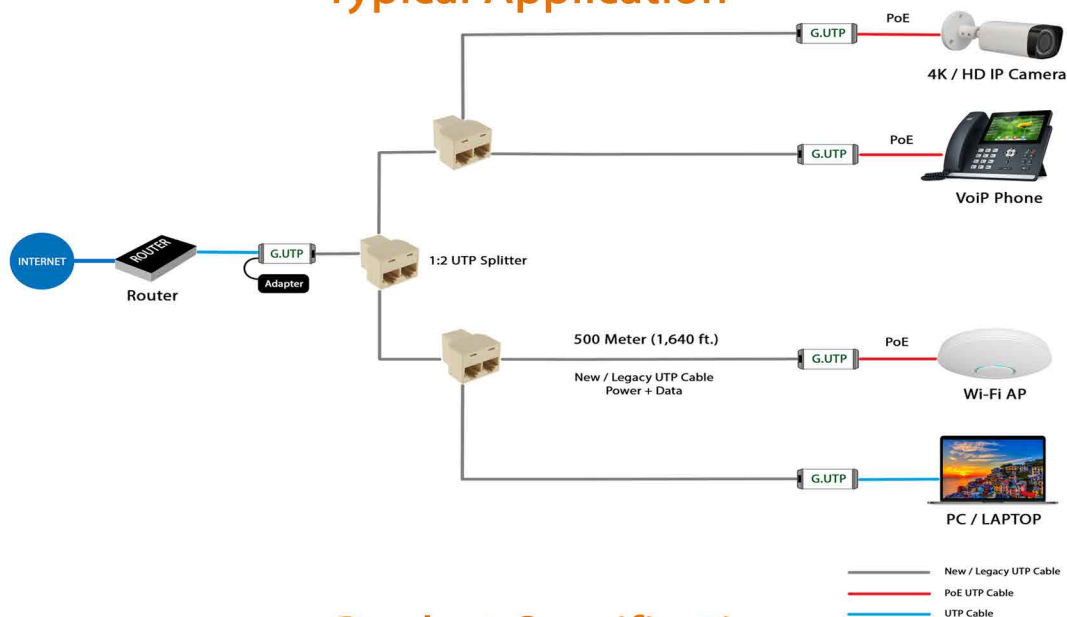 Typical Application
PoE
G.UTP
4K / HD IP Camera
PoE
G.UTP
VoiP Phone
INTERNET
ROUTER
Router
G.UTP
Adapter
1:2 UTP Splitter
500 Meter (1,640 ft.)
New / Legacy UTP Cable
Power + Data
PoE
G.UTP
Wi-Fi AP
G.UTP
PC / LAPTOP
New / Legacy UTP Cable
PoE UTP Cable
UTP Cable